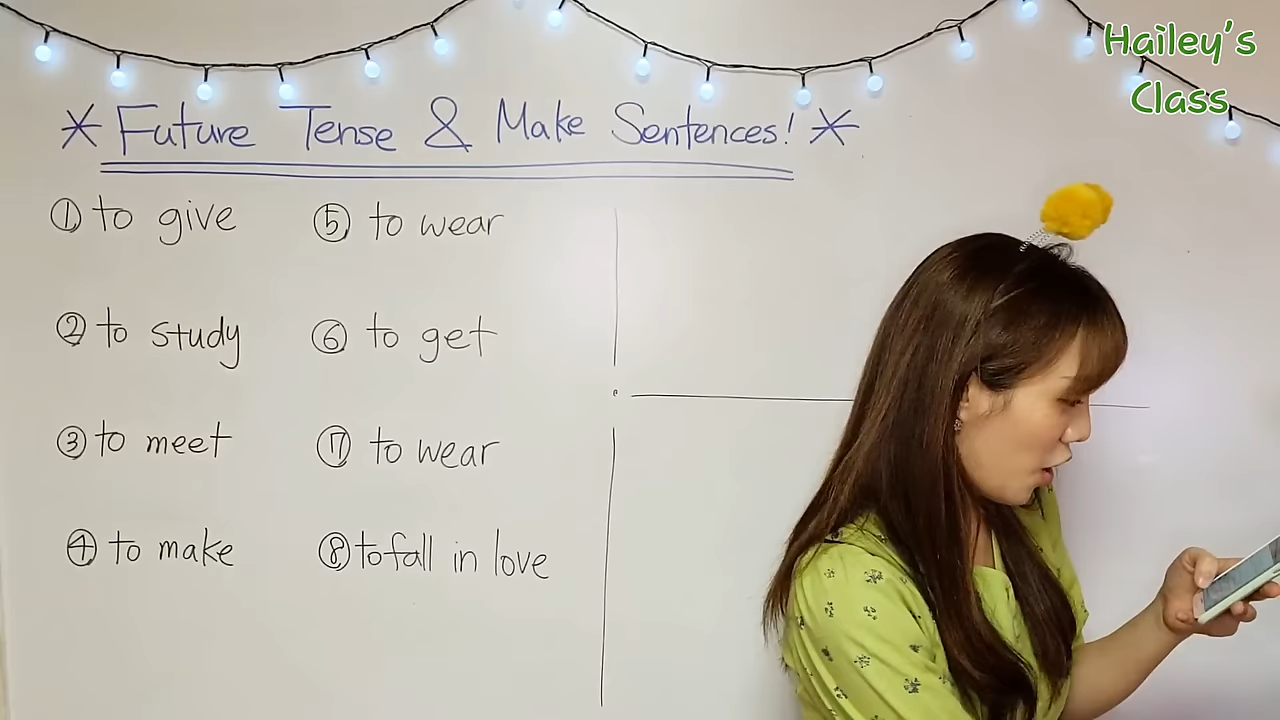 Hailey's
Class
* Future Tense & Make Sentences! *
① to give
② to study
③ to meet
④ to make
⑤ to wear
⑥ to get
⑦ to wear
⑧ to fall in love